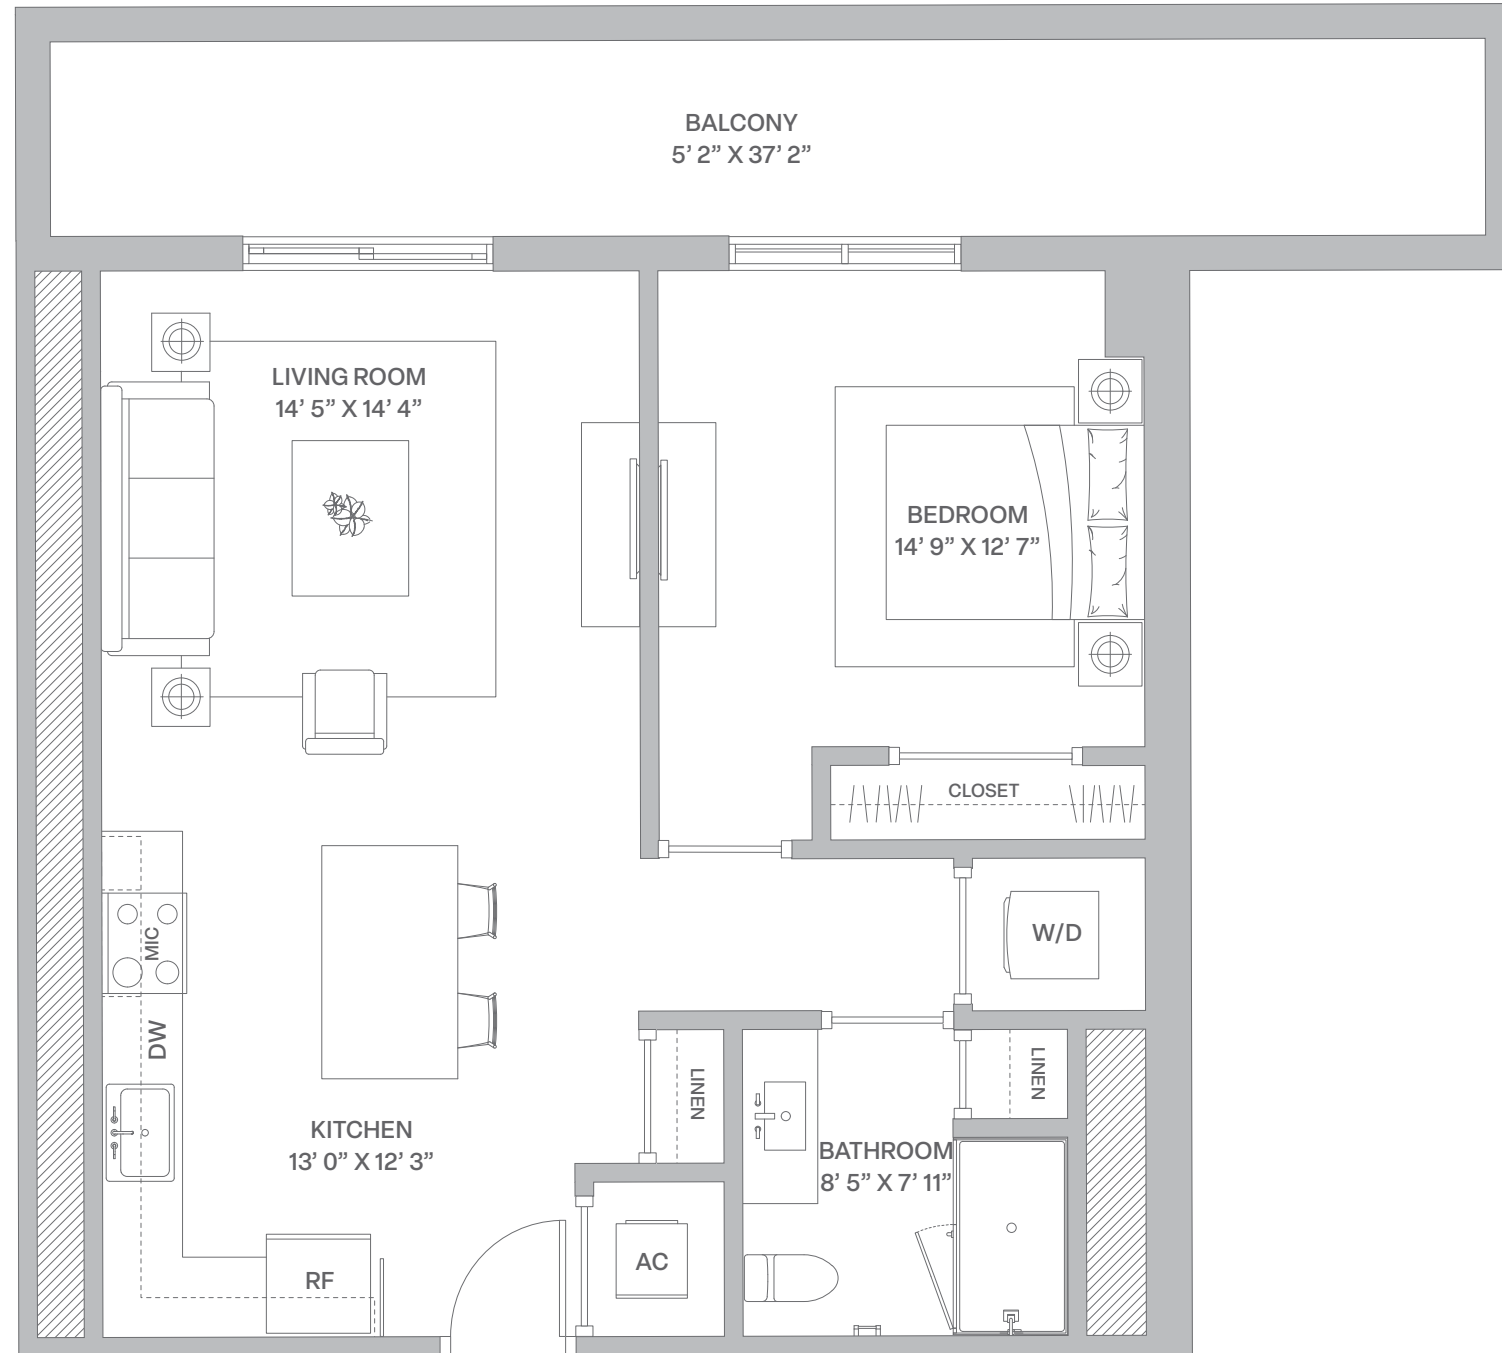 BALCONY
5’ 2” X 37’ 2”
LIVING ROOM
14’ 5” X 14’ 4”
BEDROOM
14’ 9” X 12’ 7”
CLOSET
MIC
W/D
DW
LINEN
LINEN
KITCHEN
13’ 0” X 12’ 3”
BATHROOM
8’ 5” X 7’ 11”
AC
RF